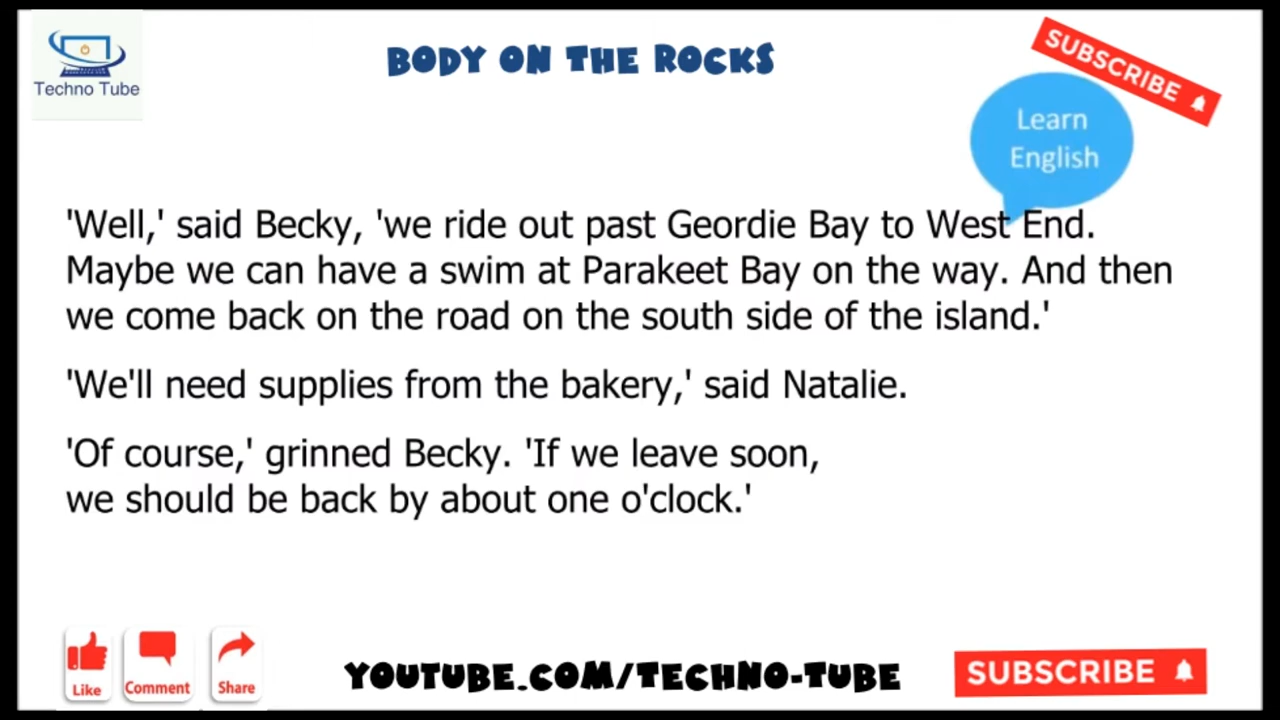 BODY ON THE ROCKS
SUBSCRIBE
Techno Tube
Learn
English
'Well,' said Becky, 'we ride out past Geordie Bay to West End.
Maybe we can have a swim at Parakeet Bay on the way. And then
we come back on the road on the south side of the island.'
'We'll need supplies from the bakery,' said Natalie.
'Of course,' grinned Becky. 'If we leave soon,
we should be back by about one o'clock.'
Like
Comment
Share
YOUTUBE.COM/TECHNO-TUBE
SUBSCRIBE